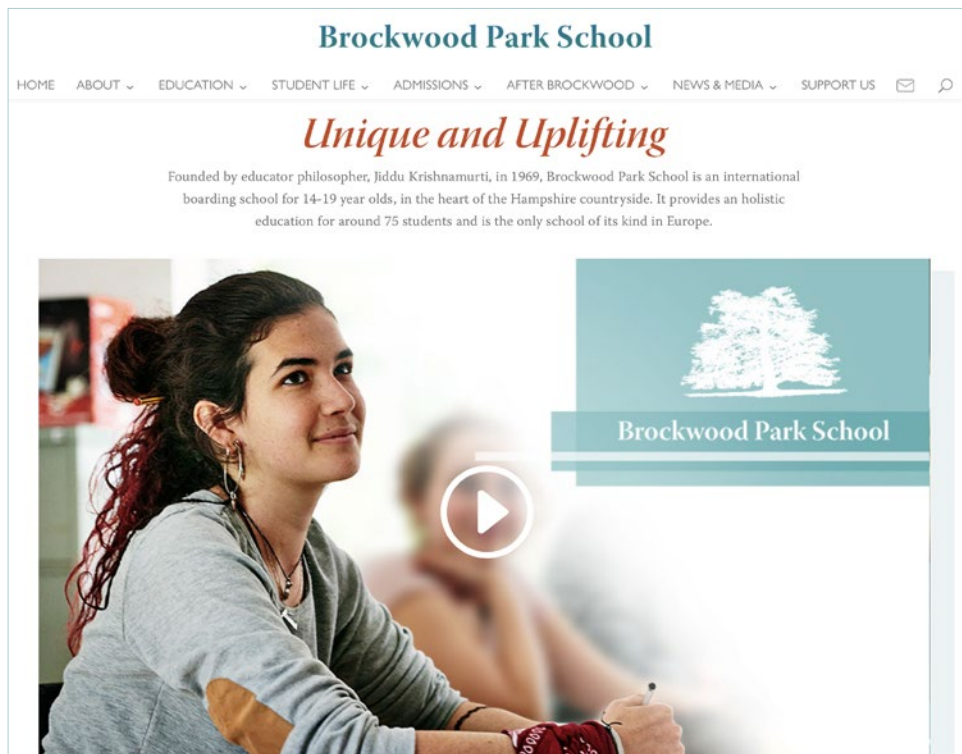 Brockwood Park School
HOME ABOUT EDUCATION STUDENT LIFE ADMISSIONS AFTER BROCKWOOD NEWS & MEDIA SUPPORT US
Unique and Uplifting
Founded by educator philosopher, Jiddu Krishnamurti, in 1969, Brockwood Park School is an international
boarding school for 14-19 year olds, in the heart of the Hampshire countryside. It provides an holistic
education for around 75 students and is the only school of its kind in Europe.
Brockwood Park School